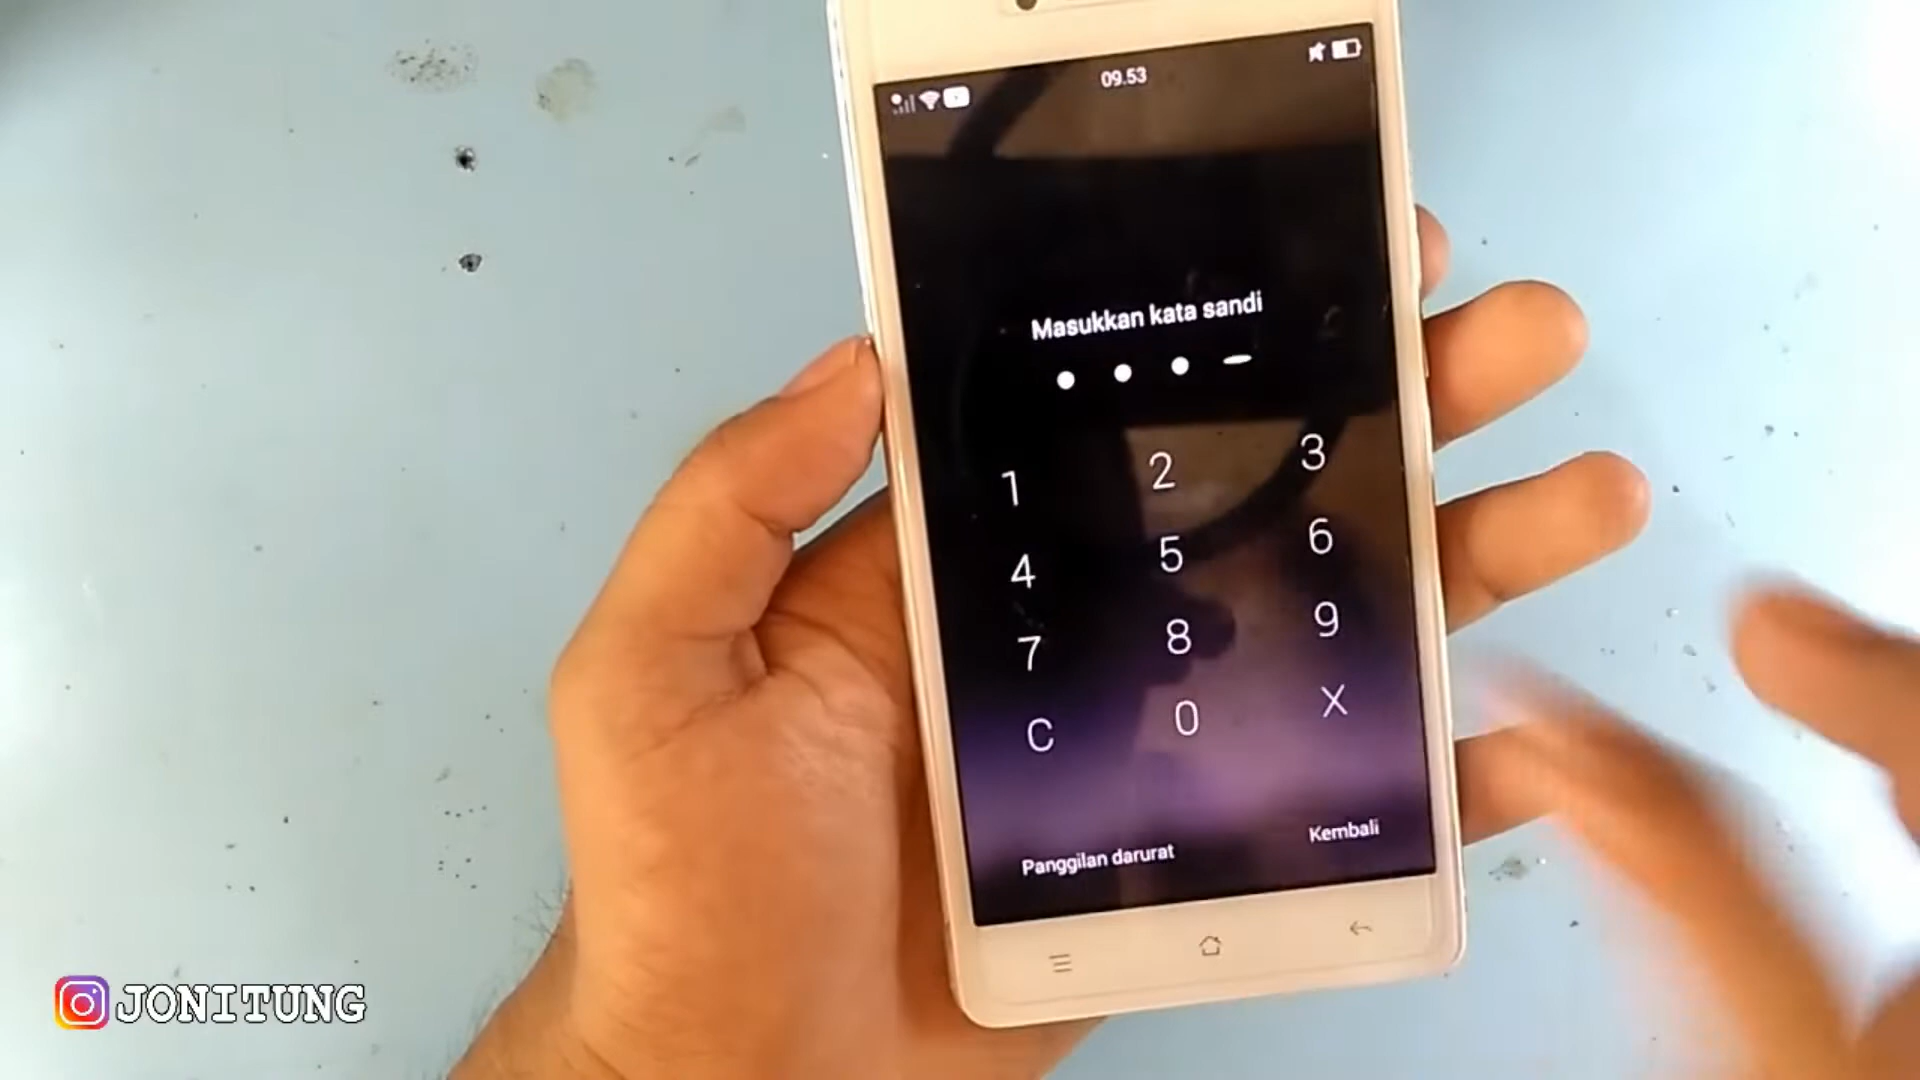 09.53
Masukkan kata sandi
1 2 3
4 5 6
7 8 9
C 0 X
Panggilan darurat Kembali
JONITUNG